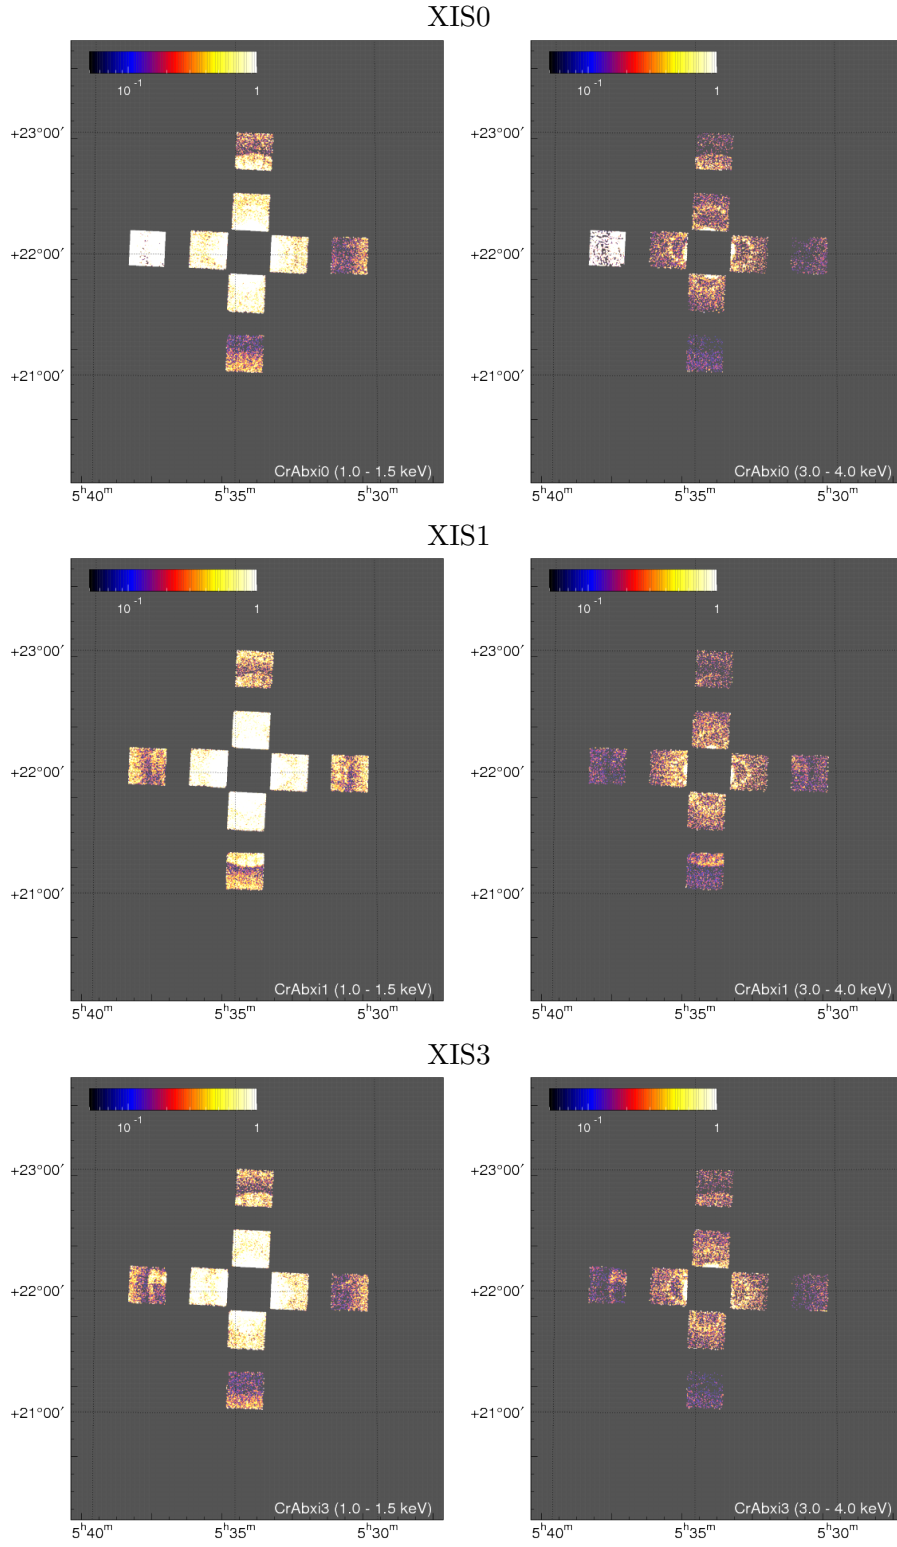 XIS0
10⁻¹ 1 10⁻¹ 1
+23°00′ +23°00′
+22°00′ +22°00′
+21°00′ +21°00′
CrAbxi0 (1.0 - 1.5 keV) CrAbxi0 (3.0 - 4.0 keV)
5ʰ40ᵐ 5ʰ35ᵐ 5ʰ30ᵐ 5ʰ40ᵐ 5ʰ35ᵐ 5ʰ30ᵐ
XIS1
10⁻¹ 1 10⁻¹ 1
+23°00′ +23°00′
+22°00′ +22°00′
+21°00′ +21°00′
CrAbxi1 (1.0 - 1.5 keV) CrAbxi1 (3.0 - 4.0 keV)
5ʰ40ᵐ 5ʰ35ᵐ 5ʰ30ᵐ 5ʰ40ᵐ 5ʰ35ᵐ 5ʰ30ᵐ
XIS3
10⁻¹ 1 10⁻¹ 1
+23°00′ +23°00′
+22°00′ +22°00′
+21°00′ +21°00′
CrAbxi3 (1.0 - 1.5 keV) CrAbxi3 (3.0 - 4.0 keV)
5ʰ40ᵐ 5ʰ35ᵐ 5ʰ30ᵐ 5ʰ40ᵐ 5ʰ35ᵐ 5ʰ30ᵐ